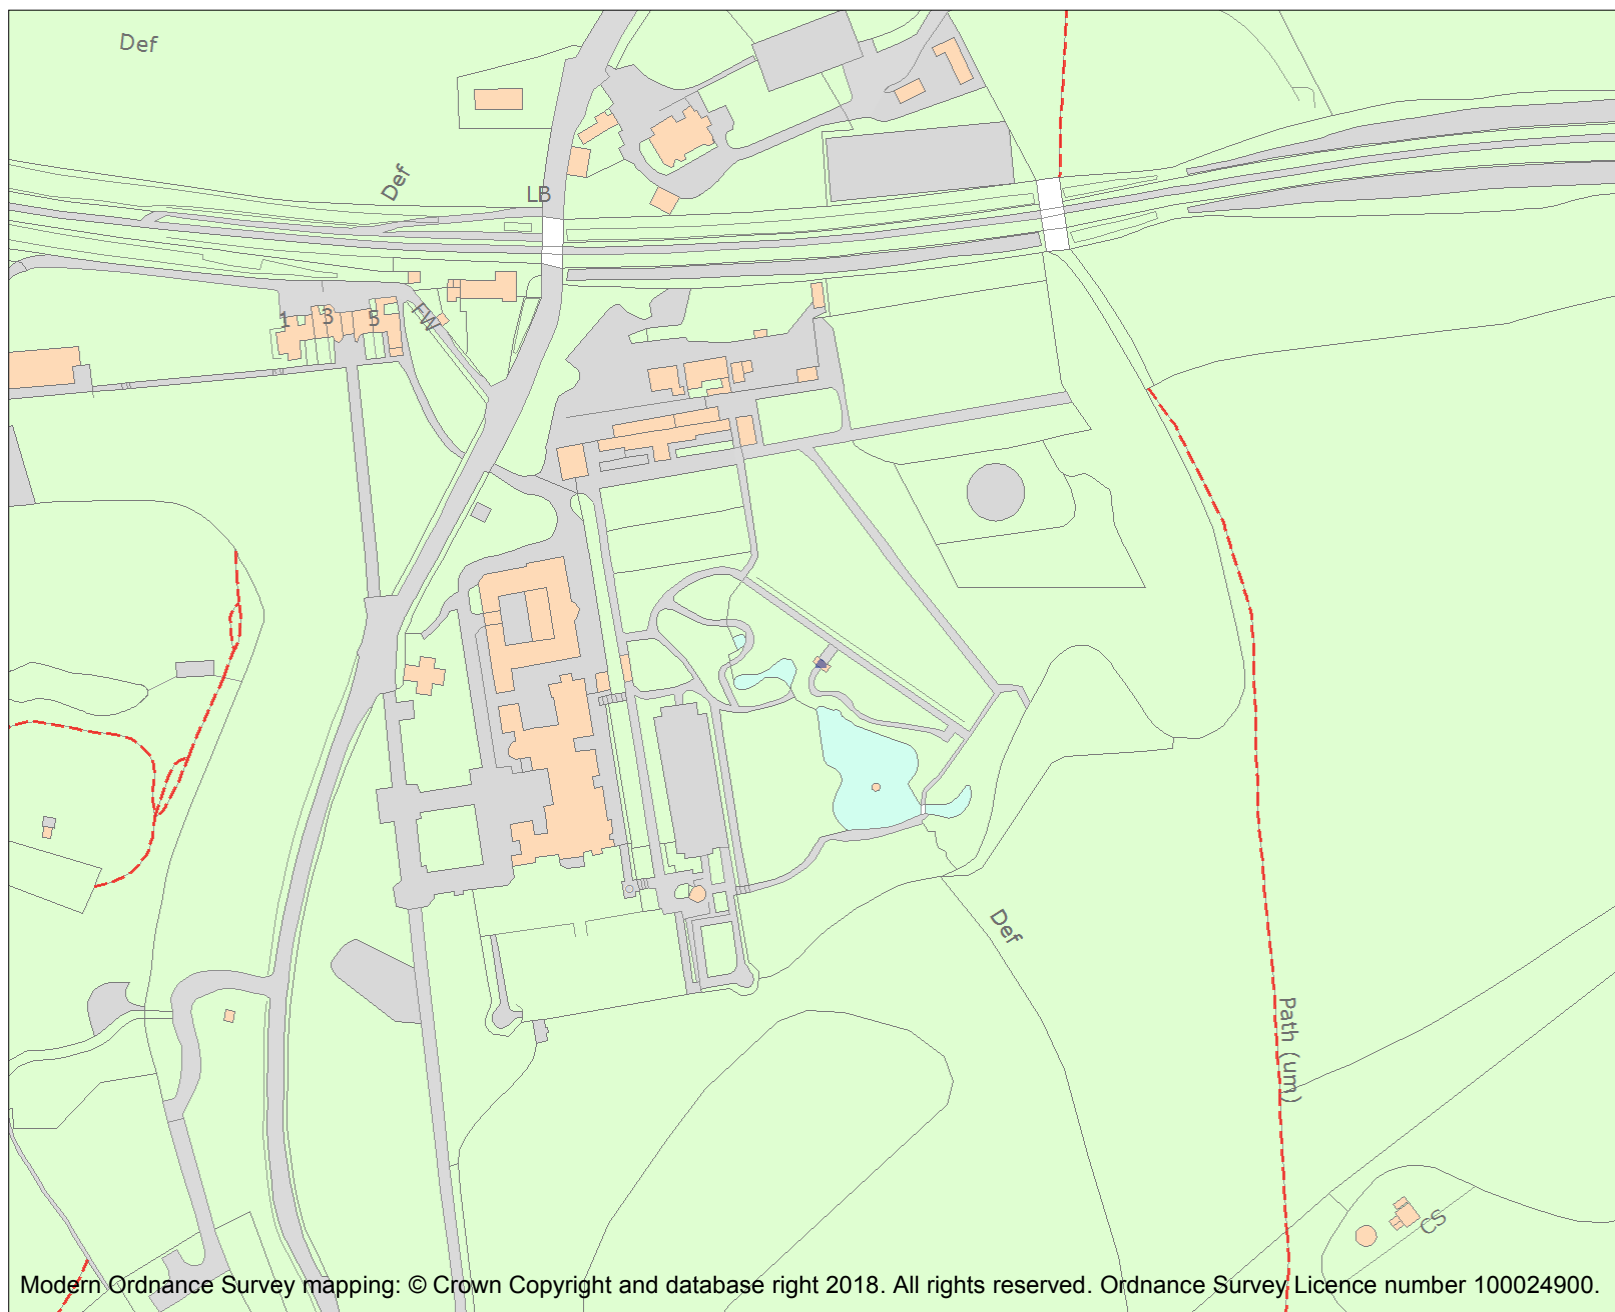 Def
Def
LB
1
3
5
FW
Def
Path (um)
CS
Modern Ordnance Survey mapping: © Crown Copyright and database right 2018. All rights reserved. Ordnance Survey Licence number 100024900.